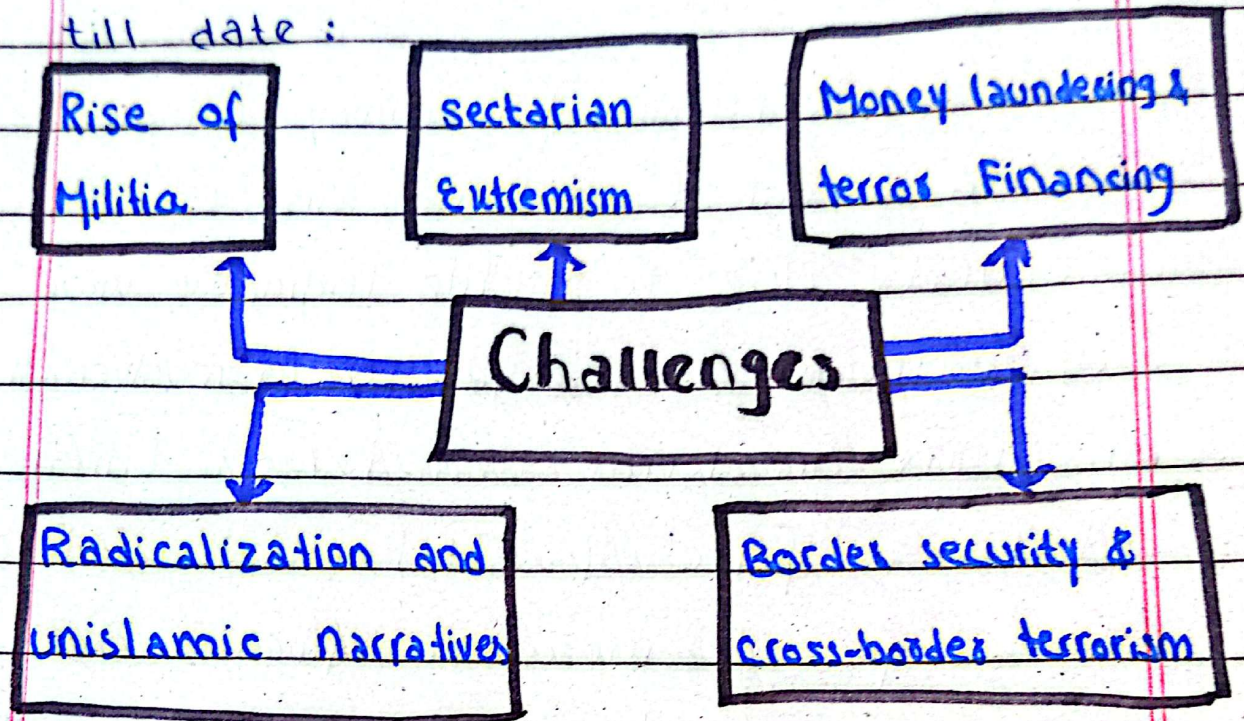 till date :
Rise of
Militia
sectarian
Extremism
Money laundering &
terror Financing
Challenges
Radicalization and
unislamic narratives
Border security &
cross-border terrorism